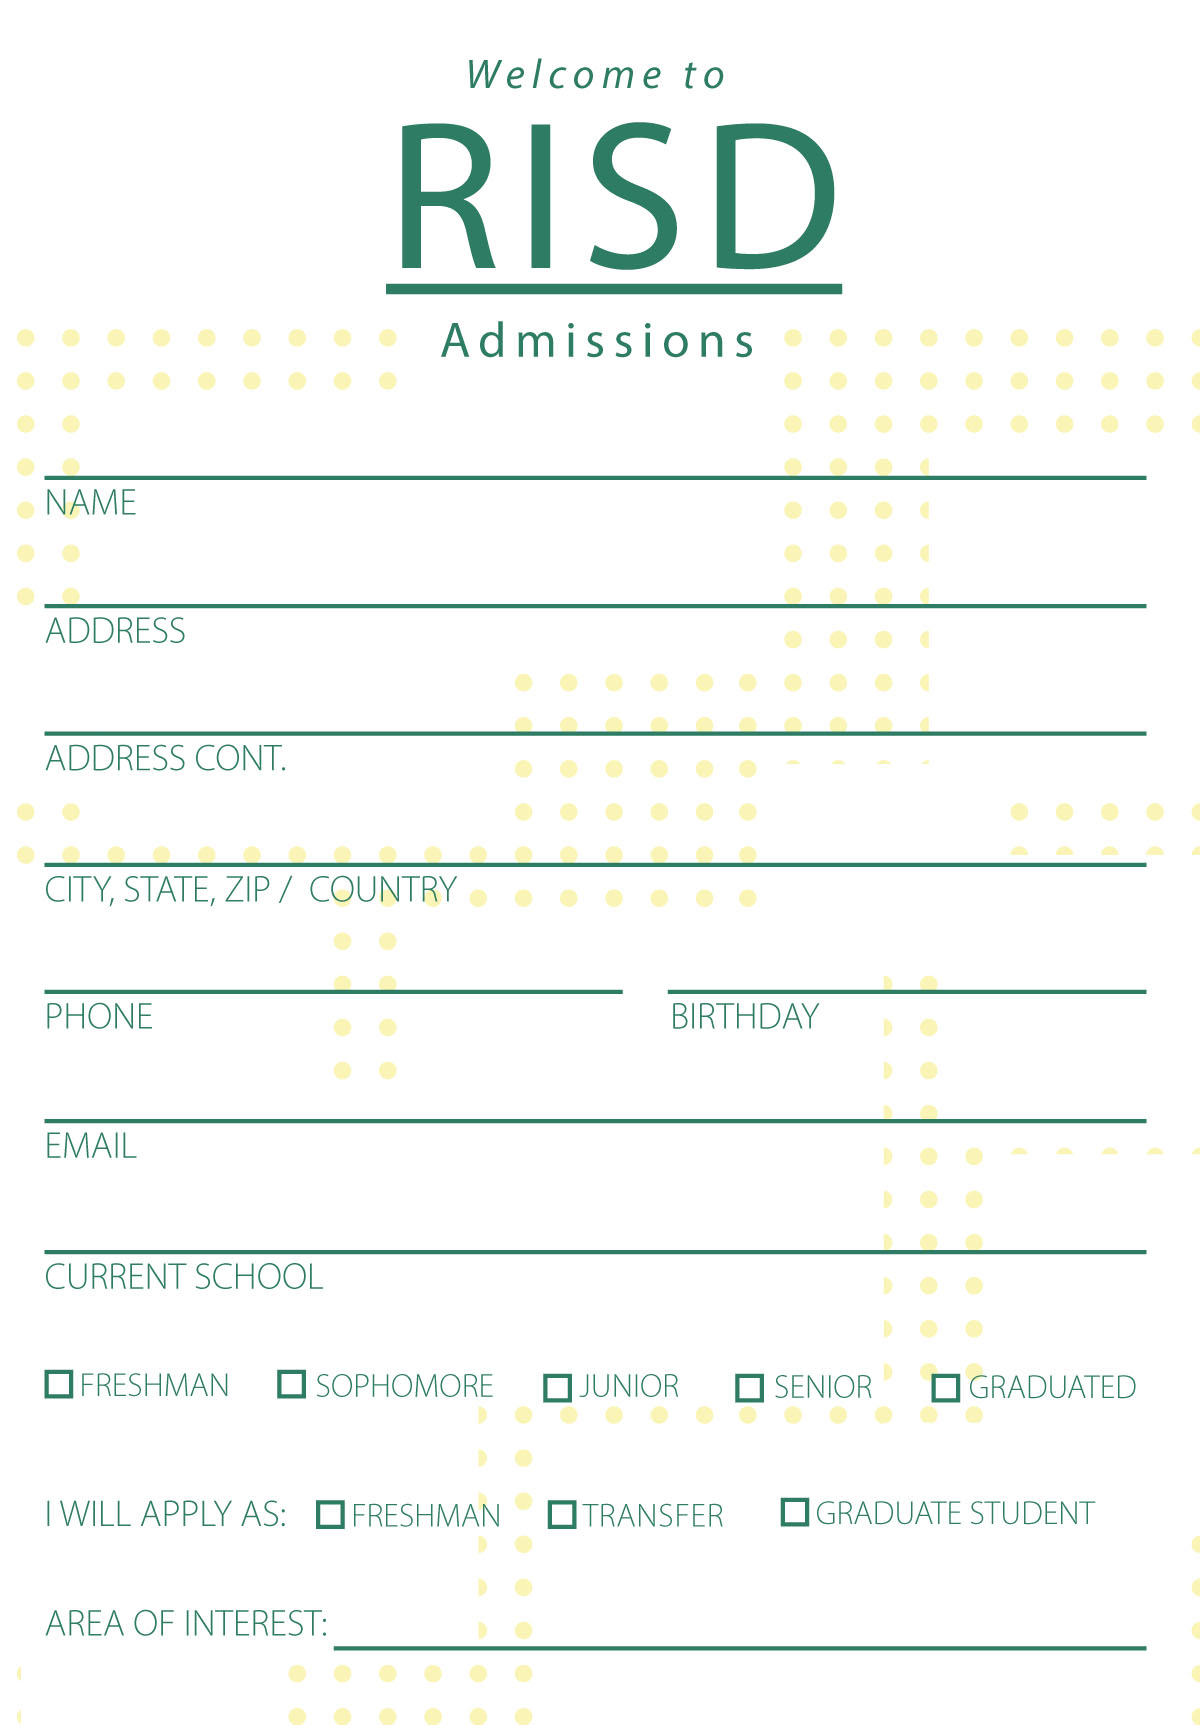 Welcome to
RISD
Admissions
NAME
ADDRESS
ADDRESS CONT.
CITY, STATE, ZIP / COUNTRY
PHONE BIRTHDAY
EMAIL
CURRENT SCHOOL
FRESHMAN SOPHOMORE JUNIOR SENIOR GRADUATED
I WILL APPLY AS: FRESHMAN TRANSFER GRADUATE STUDENT
AREA OF INTEREST: